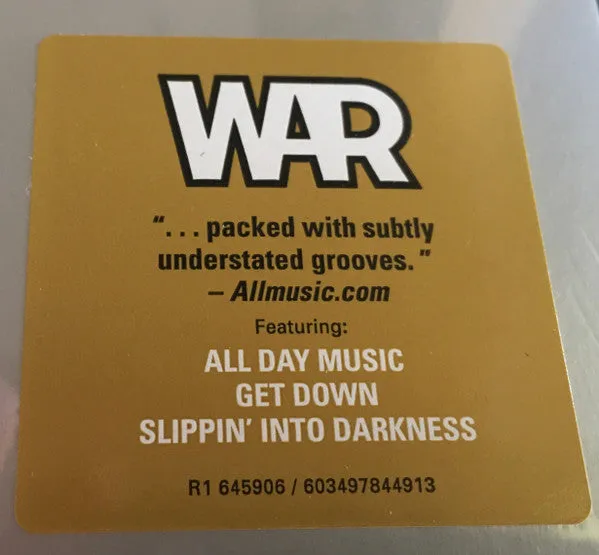 WAR
". . . packed with subtly
understated grooves."
– Allmusic.com
Featuring:
ALL DAY MUSIC
GET DOWN
SLIPPIN' INTO DARKNESS
R1 645906 / 603497844913